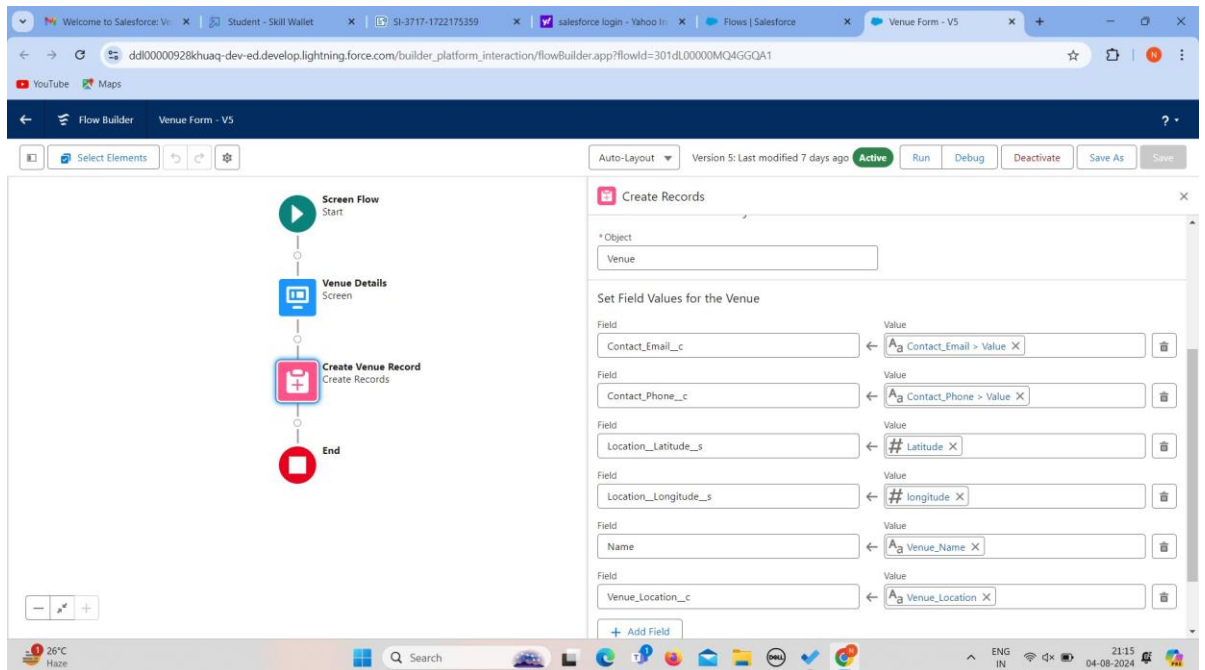 Welcome to Salesforce: Ve
Student - Skill Wallet
SI-3717-1722175359
salesforce login - Yahoo In
Flows | Salesforce
Venue Form - V5
ddl00000928khuaq-dev-ed.develop.lightning.force.com/builder_platform_interaction/flowBuilder.app?flowId=301dL00000MQ4GGQA1
N
YouTube
Maps
Flow Builder
Venue Form - V5
?
Select Elements
Auto-Layout
Version 5: Last modified 7 days ago
Active
Run
Debug
Deactivate
Save As
Save
Screen Flow
Start
Venue Details
Screen
Create Venue Record
Create Records
End
Create Records
* Object
Venue
Set Field Values for the Venue
Field
Value
Contact_Email__c
Aa Contact_Email > Value
Field
Value
Contact_Phone__c
Aa Contact_Phone > Value
Field
Value
Location__Latitude__s
# Latitude
Field
Value
Location__Longitude__s
# longitude
Field
Value
Name
Aa Venue_Name
Field
Value
Venue_Location__c
Aa Venue_Location
+ Add Field
26°C
Haze
Search
DELL
ENG
IN
21:15
04-08-2024